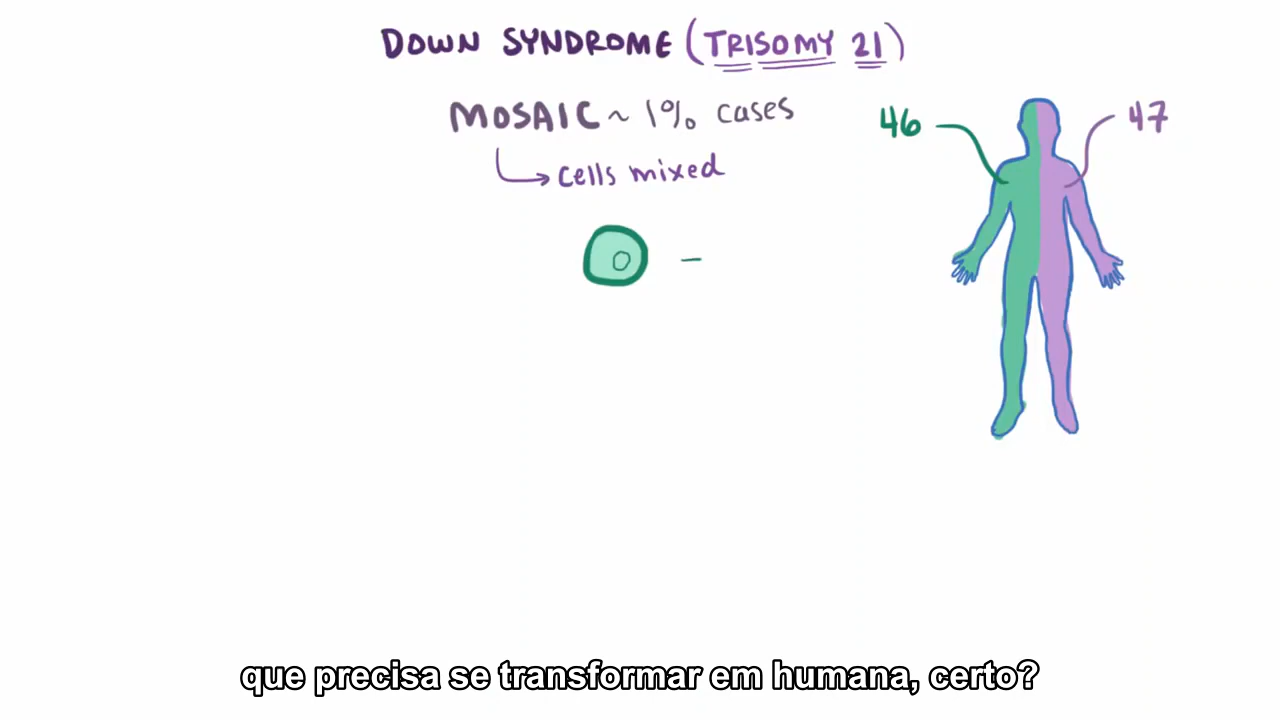 DOWN SYNDROME (TRISOMY 21)
MOSAIC ~ 1% cases
46
47
cells mixed
que precisa se transformar em humana, certo?